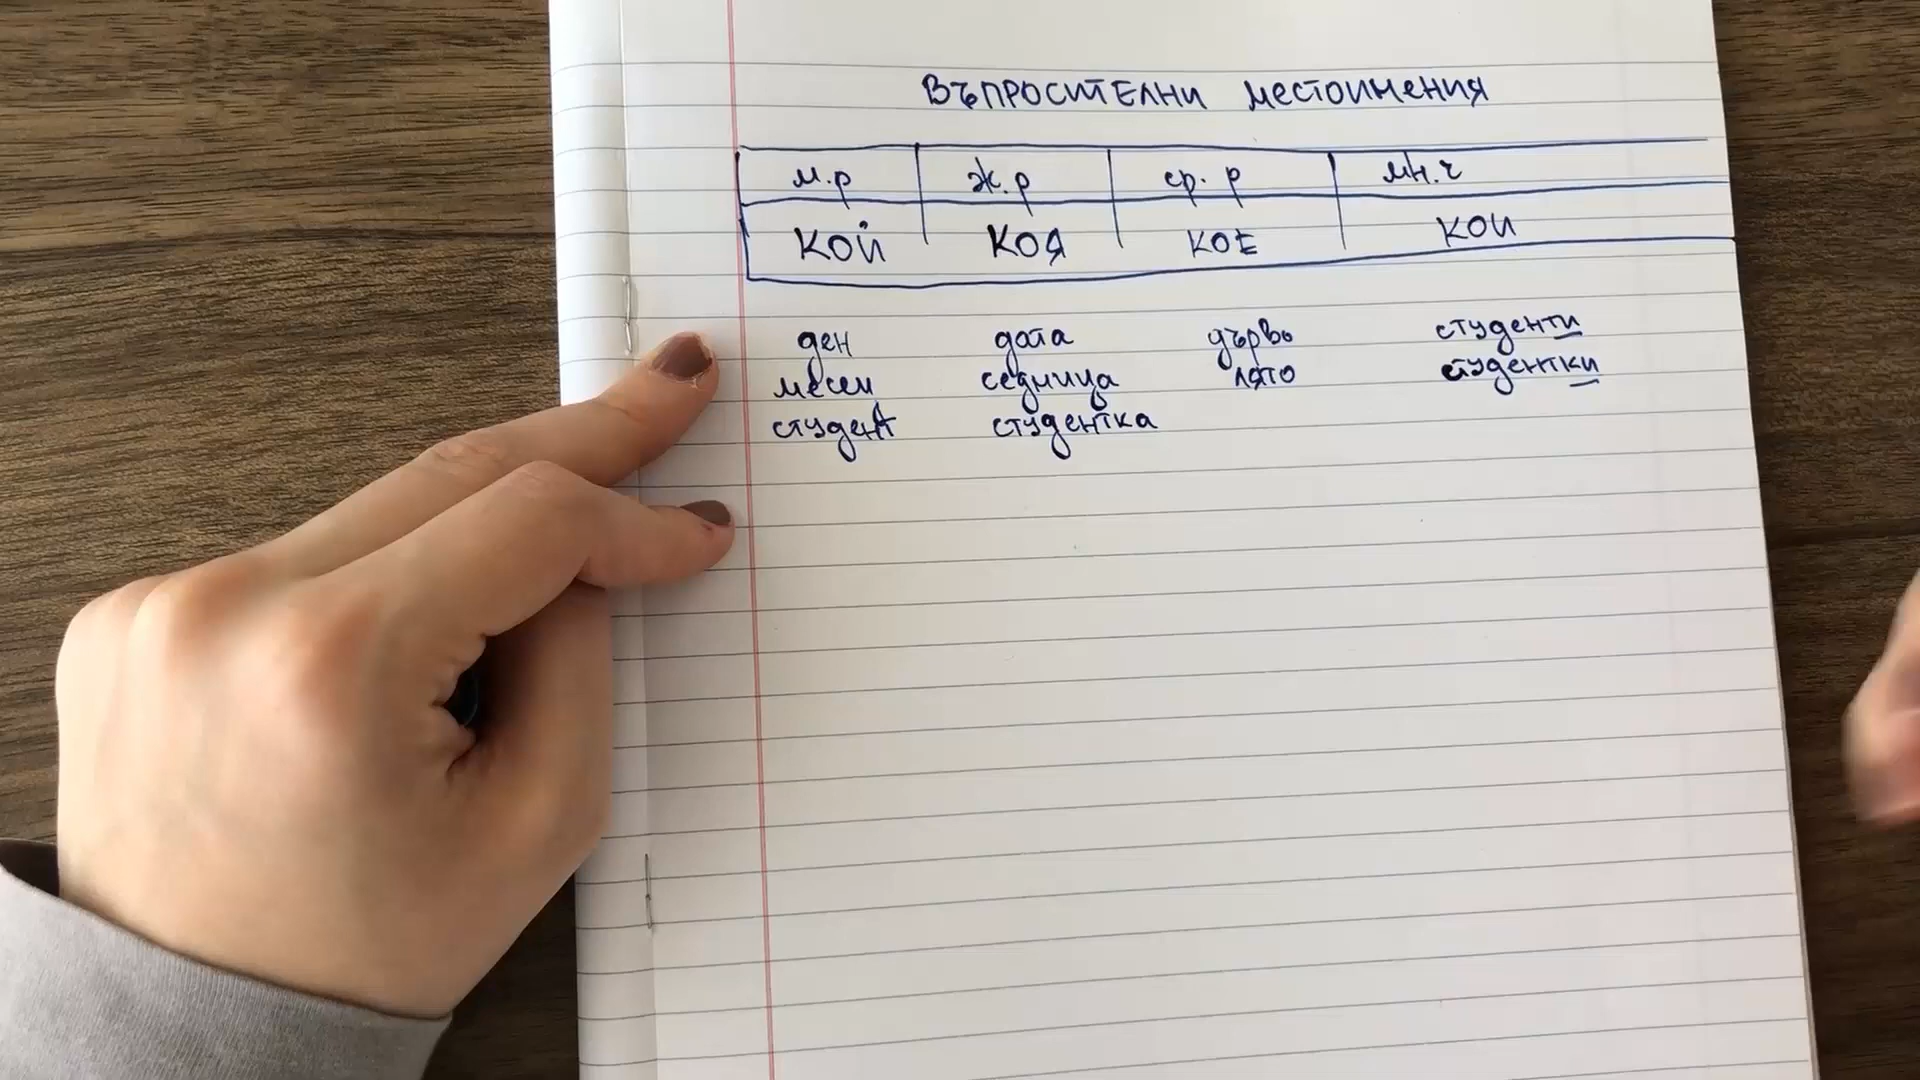 Въпросителни местоимения
м.р ж.р ср. р мн.ч
КОЙ КОЯ КОЕ КОИ
ден дата дърво студенти
месец седмица лято студентки
студент студентка